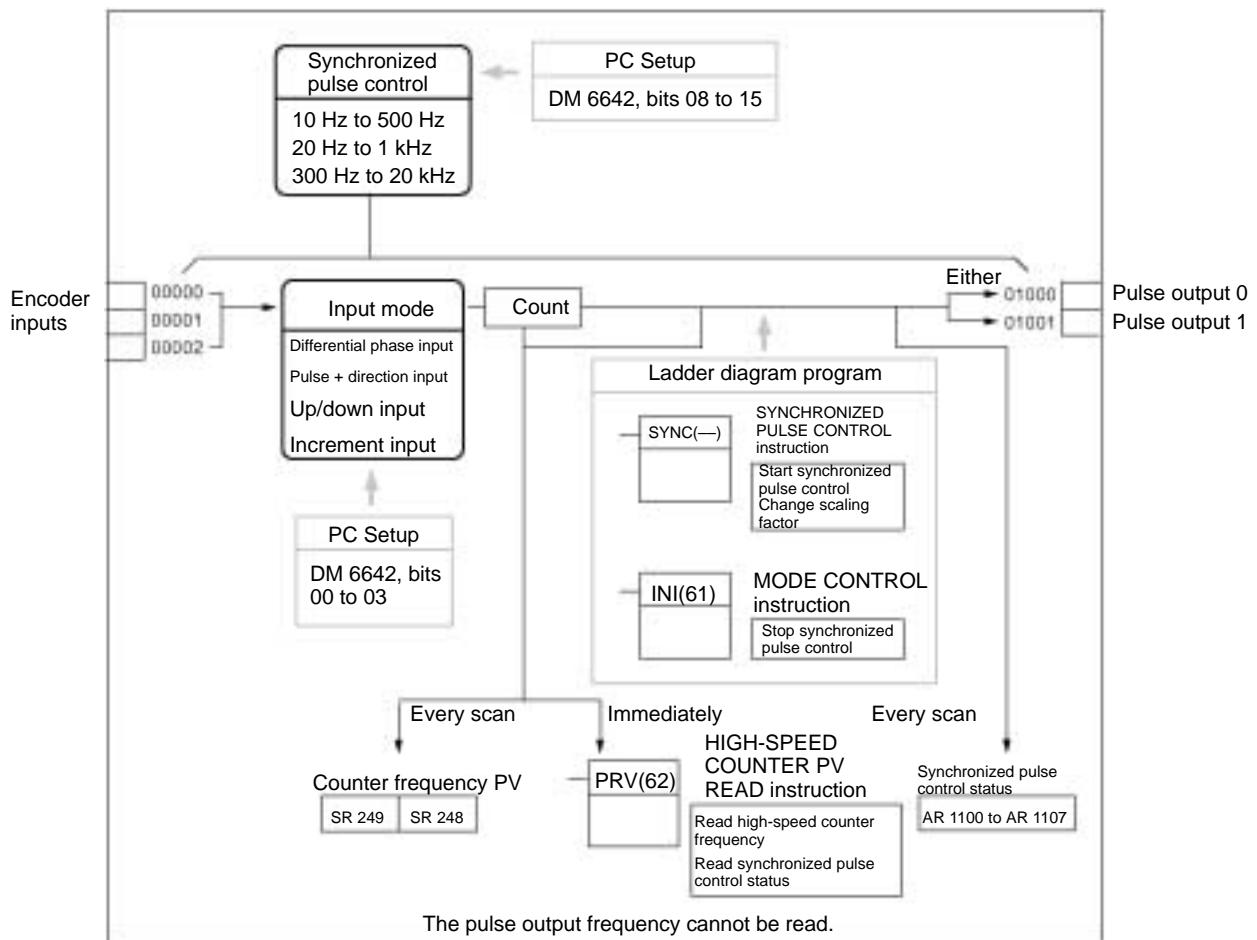 Synchronized
pulse control
10 Hz to 500 Hz
20 Hz to 1 kHz
300 Hz to 20 kHz
PC Setup
DM 6642, bits 08 to 15
Encoder
inputs
00000
00001
00002
Input mode
Differential phase input
Pulse + direction input
Up/down input
Increment input
Count
Either
01000
01001
Pulse output 0
Pulse output 1
PC Setup
DM 6642, bits
00 to 03
Ladder diagram program
SYNC(––)
SYNCHRONIZED
PULSE CONTROL
instruction
Start synchronized
pulse control
Change scaling
factor
INI(61)
MODE CONTROL
instruction
Stop synchronized
pulse control
Every scan
Counter frequency PV
SR 249
SR 248
Immediately
PRV(62)
HIGH-SPEED
COUNTER PV
READ instruction
Read high-speed counter
frequency
Read synchronized pulse
control status
Every scan
Synchronized pulse
control status
AR 1100 to AR 1107
The pulse output frequency cannot be read.